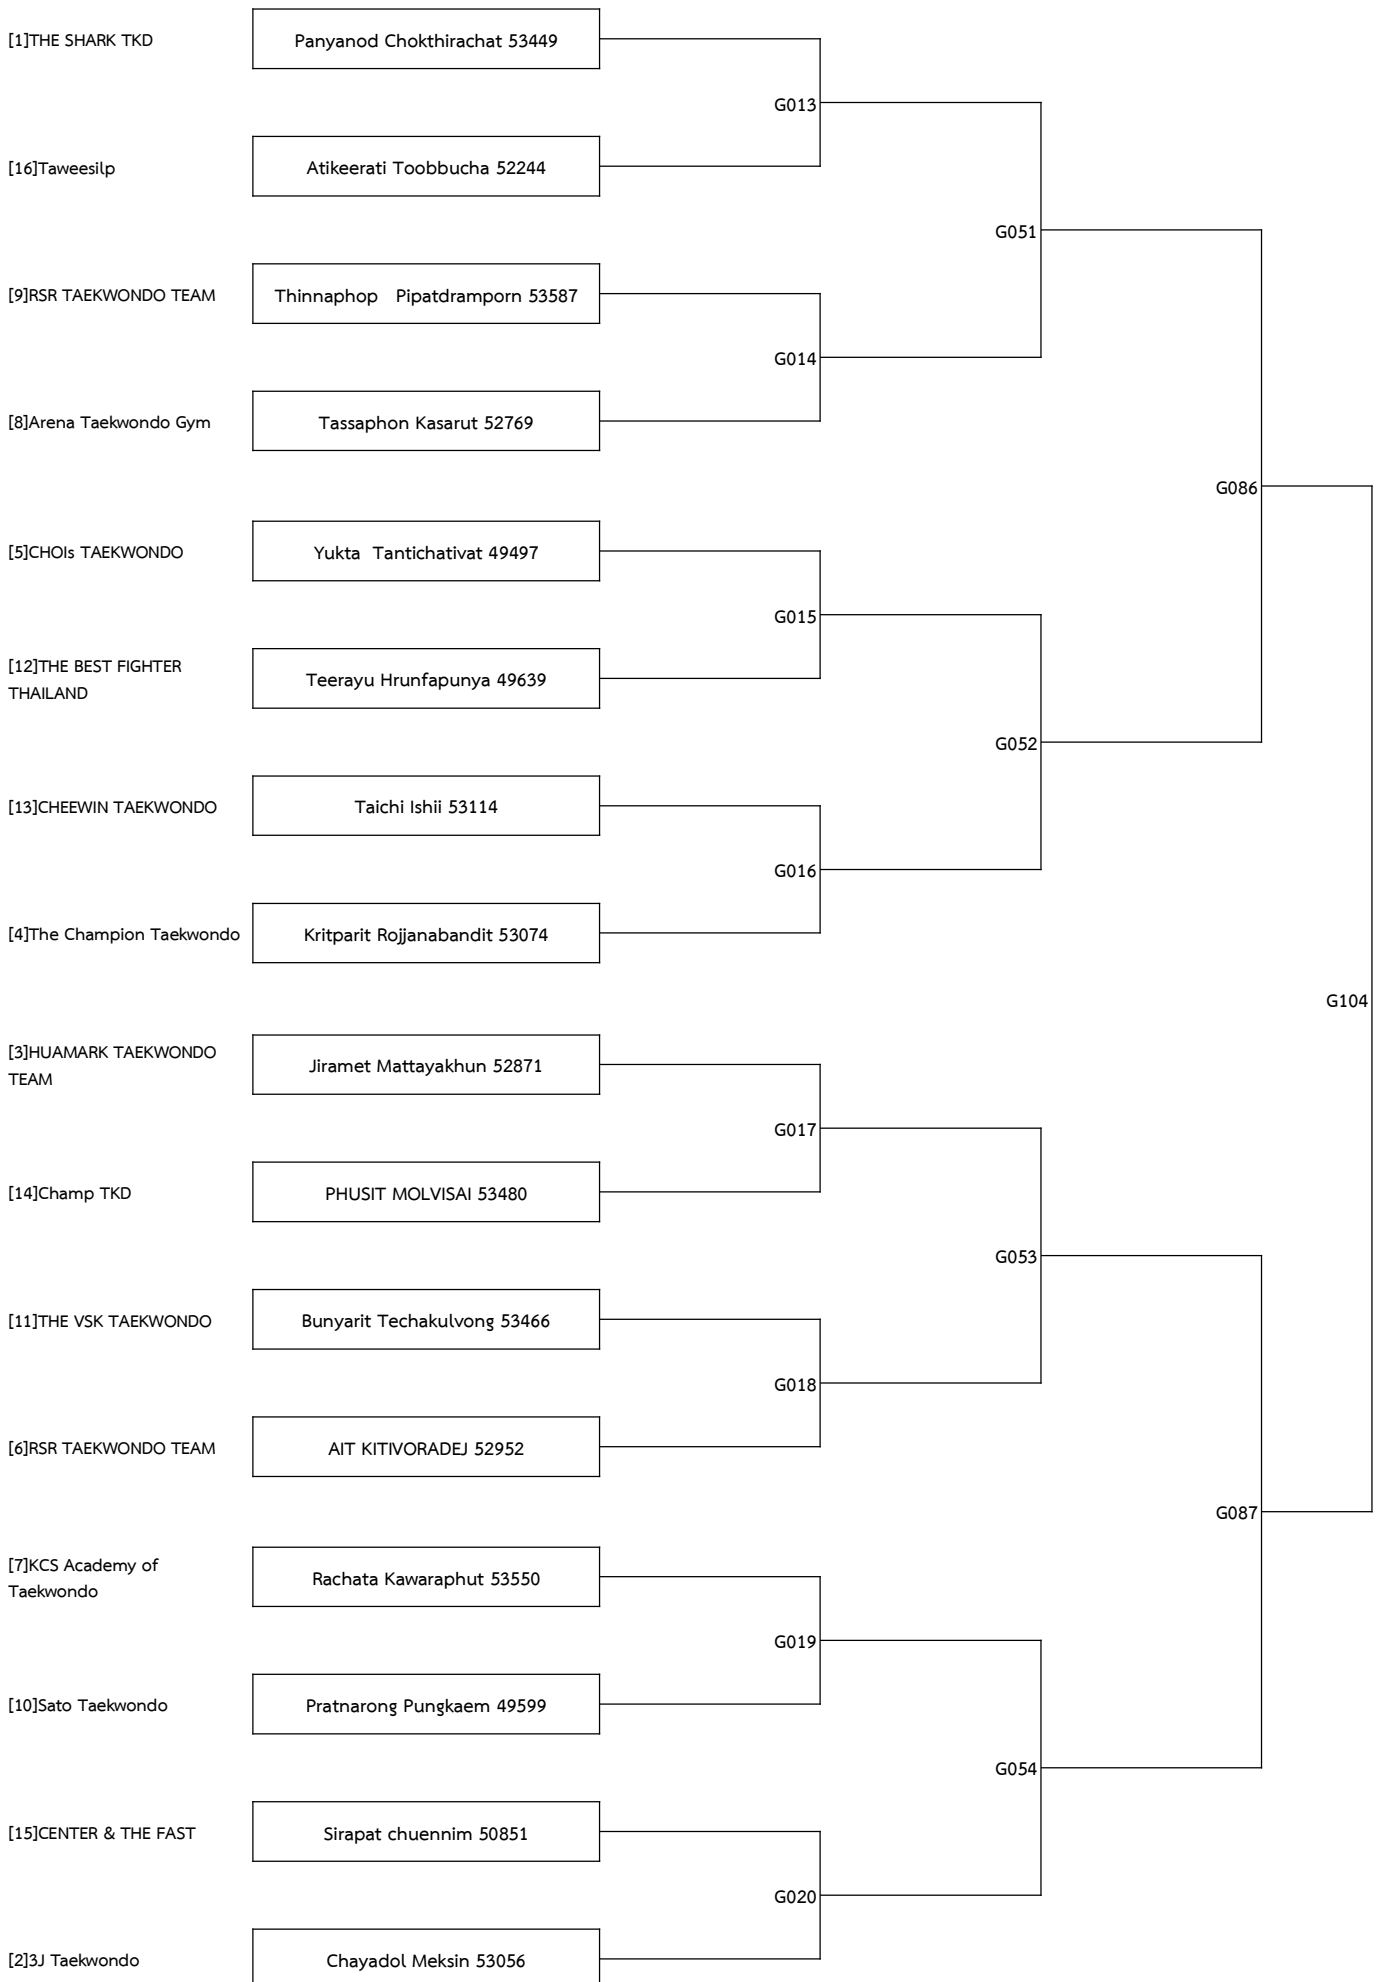 [1]THE SHARK TKD
Panyanod Chokthirachat 53449
G013
[16]Taweesilp
Atikeerati Toobbucha 52244
G051
[9]RSR TAEKWONDO TEAM
Thinnaphop   Pipatdramporn 53587
G014
[8]Arena Taekwondo Gym
Tassaphon Kasarut 52769
G086
[5]CHOIs TAEKWONDO
Yukta  Tantichativat 49497
G015
[12]THE BEST FIGHTER
THAILAND
Teerayu Hrunfapunya 49639
G052
[13]CHEEWIN TAEKWONDO
Taichi Ishii 53114
G016
[4]The Champion Taekwondo
Kritparit Rojjanabandit 53074
G104
[3]HUAMARK TAEKWONDO
TEAM
Jiramet Mattayakhun 52871
G017
[14]Champ TKD
PHUSIT MOLVISAI 53480
G053
[11]THE VSK TAEKWONDO
Bunyarit Techakulvong 53466
G018
[6]RSR TAEKWONDO TEAM
AIT KITIVORADEJ 52952
G087
[7]KCS Academy of
Taekwondo
Rachata Kawaraphut 53550
G019
[10]Sato Taekwondo
Pratnarong Pungkaem 49599
G054
[15]CENTER & THE FAST
Sirapat chuennim 50851
G020
[2]3J Taekwondo
Chayadol Meksin 53056